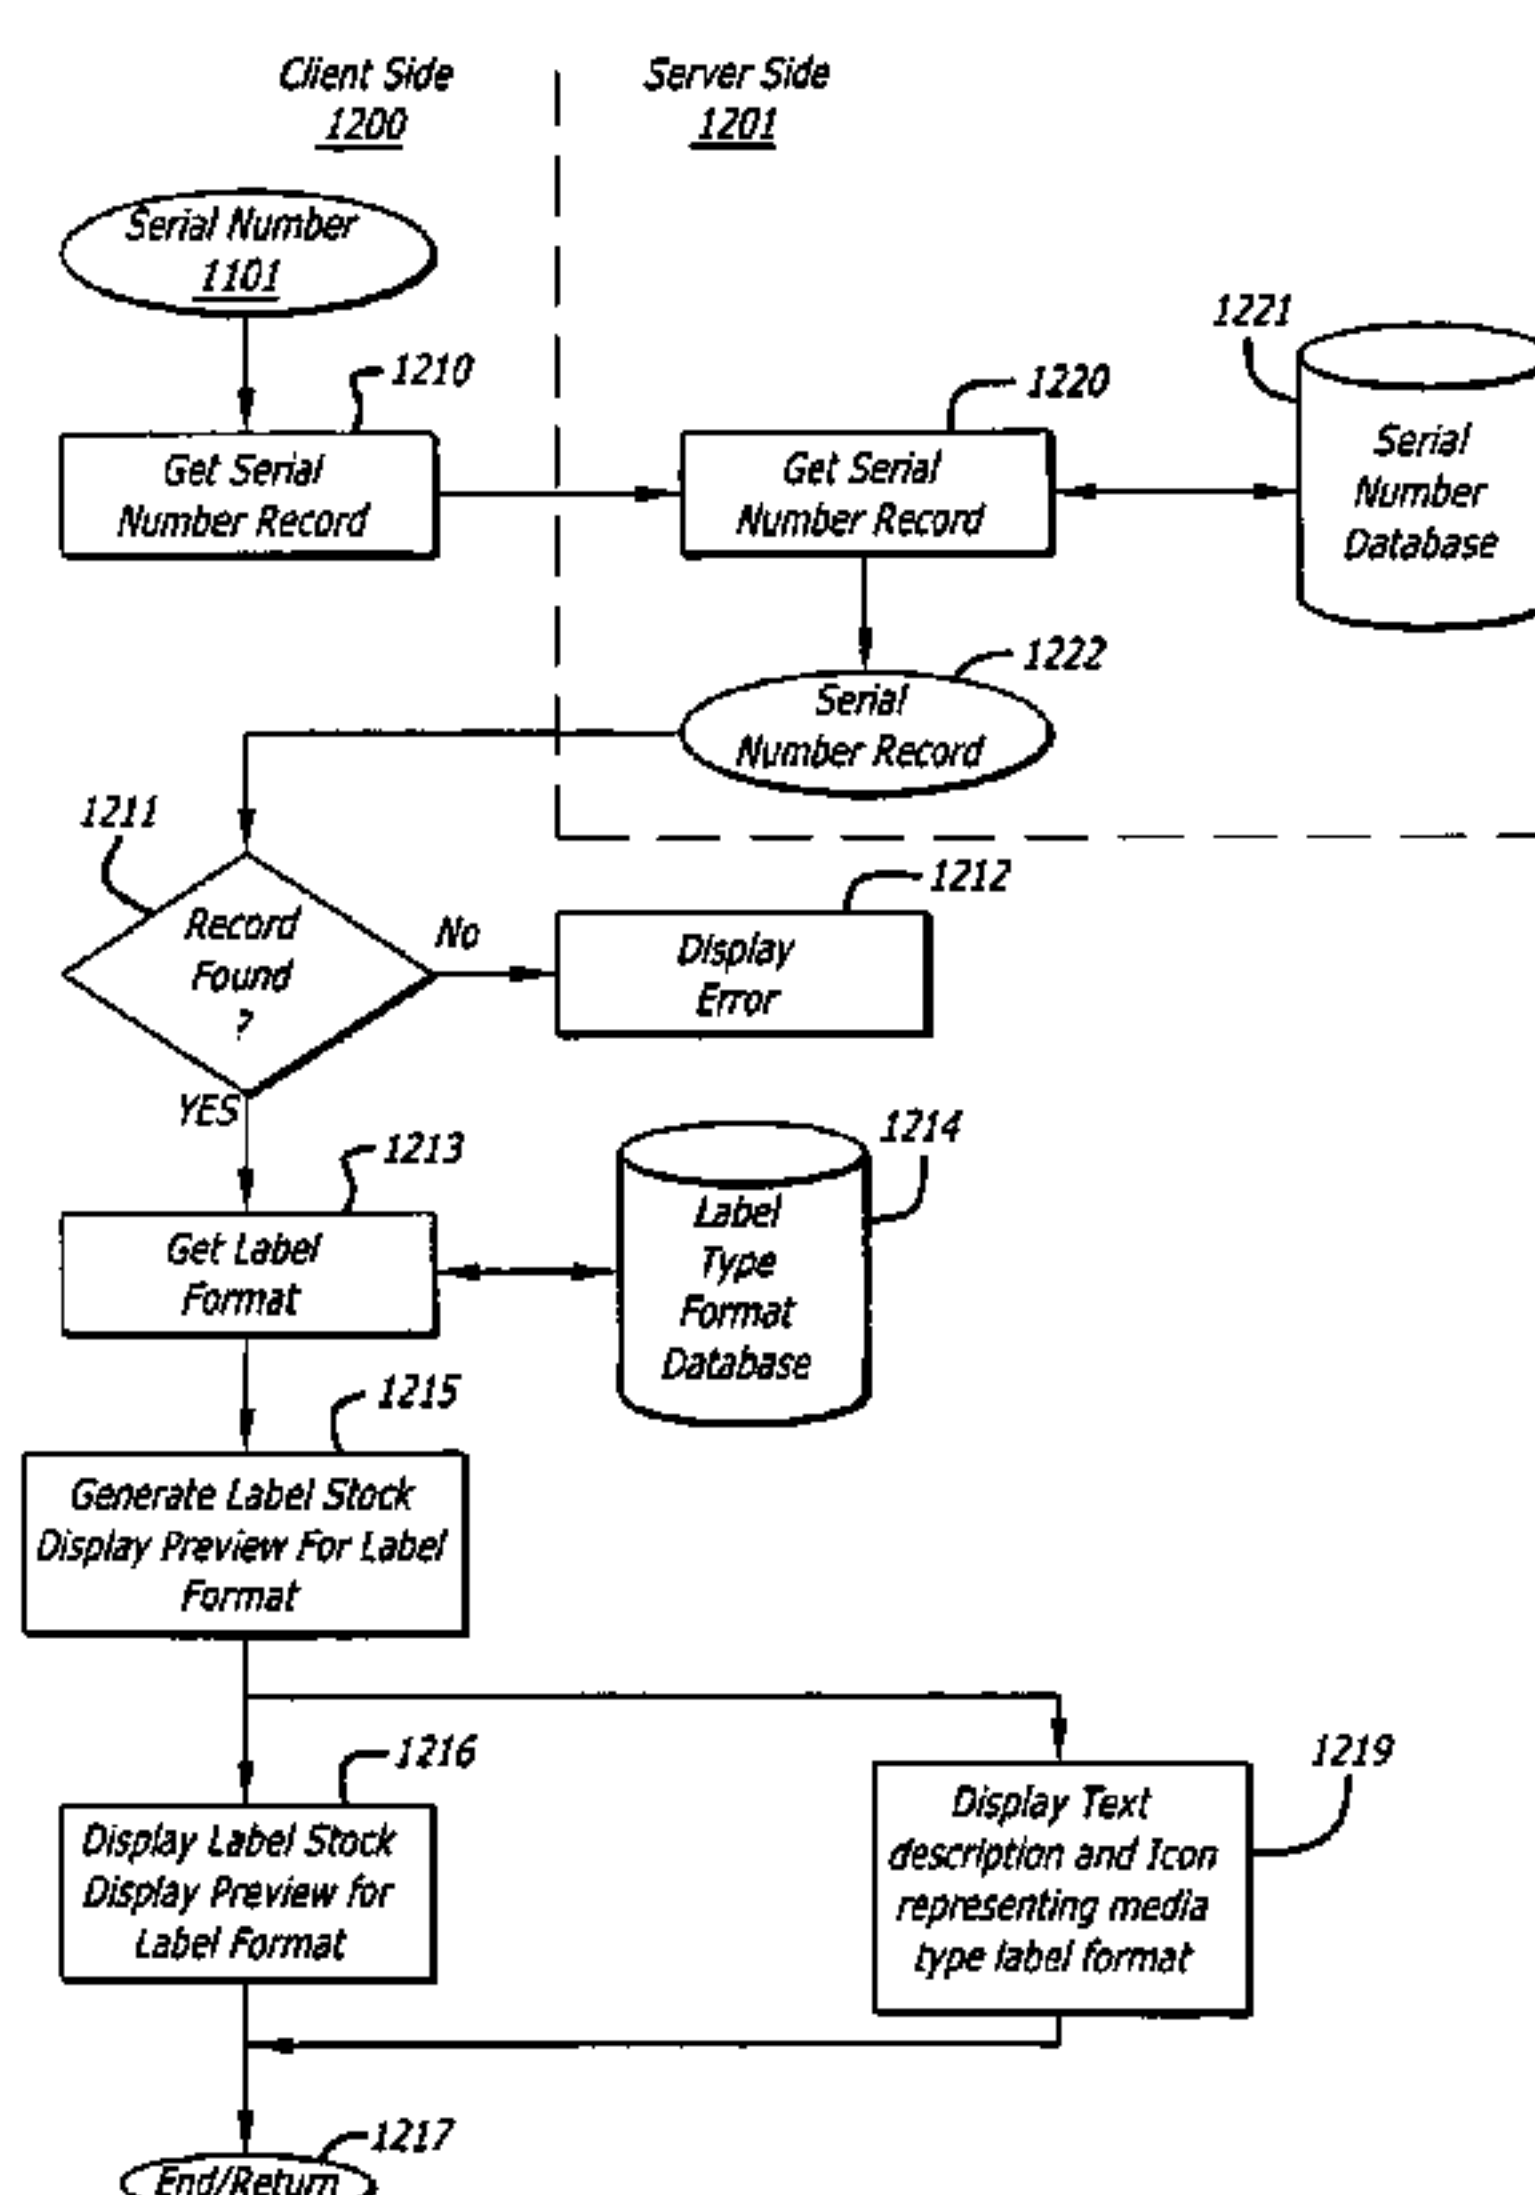 Client Side
1200
Server Side
1201
Serial Number
1101
1210
Get Serial
Number Record
1220
Get Serial
Number Record
1221
Serial
Number
Database
1222
Serial
Number Record
1211
Record
Found
?
No
YES
1212
Display
Error
1213
Get Label
Format
1214
Label
Type
Format
Database
1215
Generate Label Stock
Display Preview For Label
Format
1216
Display Label Stock
Display Preview for
Label Format
1219
Display Text
description and Icon
representing media
type label format
1217
End/Return